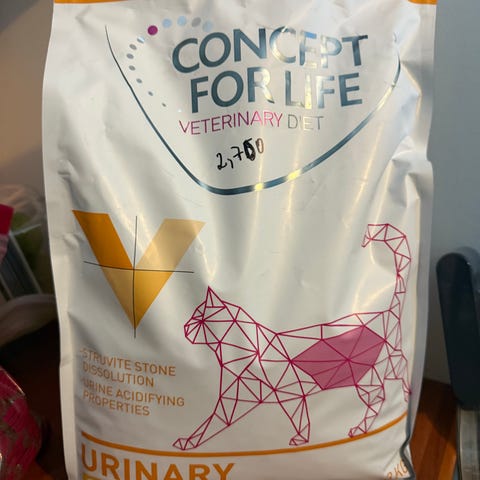 CONCEPT
FOR LIFE
VETERINARY DIET
2,700
V
STRUVITE STONE
DISSOLUTION
URINE ACIDIFYING
PROPERTIES
URINARY